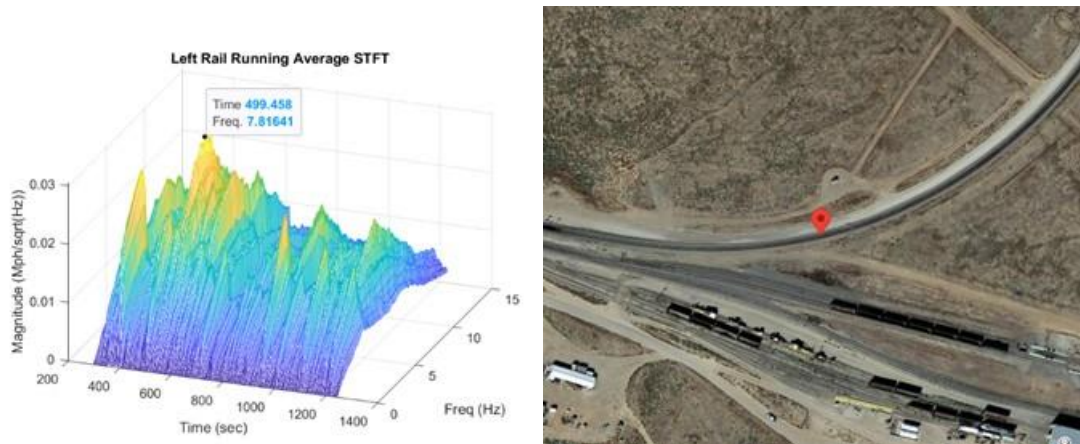 Left Rail Running Average STFT
Time 499.458
Freq. 7.81641
Magnitude (Mph/sqrt(Hz))
0.03
0.02
0.01
0
200
400
600
800
1000
1200
1400
Time (sec)
0
5
10
15
Freq (Hz)